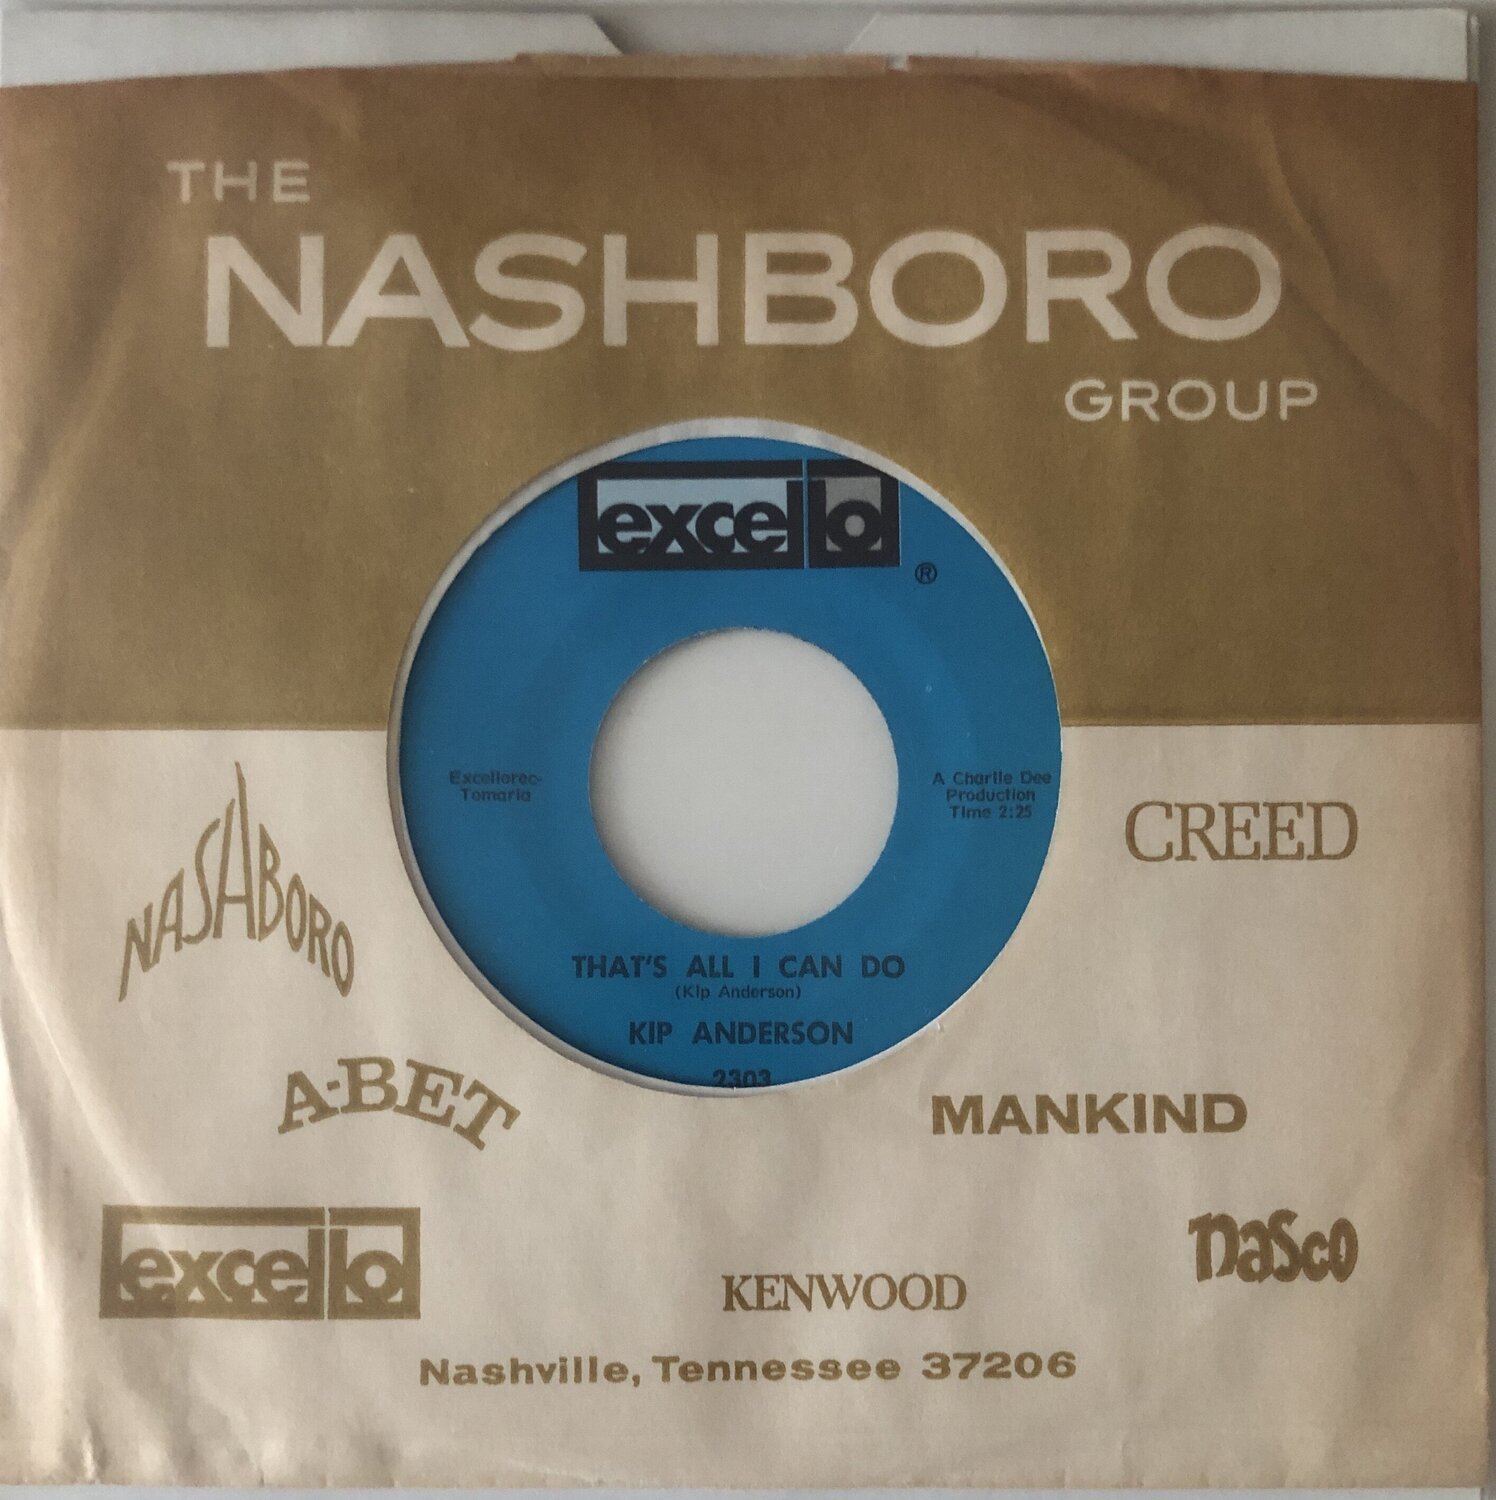 THE
NASHBORO
GROUP
excello
®
Excellorec-
Tomaria
A Charlie Dee
Production
Time 2:25
THAT'S ALL I CAN DO
(Kip Anderson)
KIP ANDERSON
2303
NASHBORO
CREED
A-BET
MANKIND
excello
KENWOOD
nasco
Nashville, Tennessee 37206